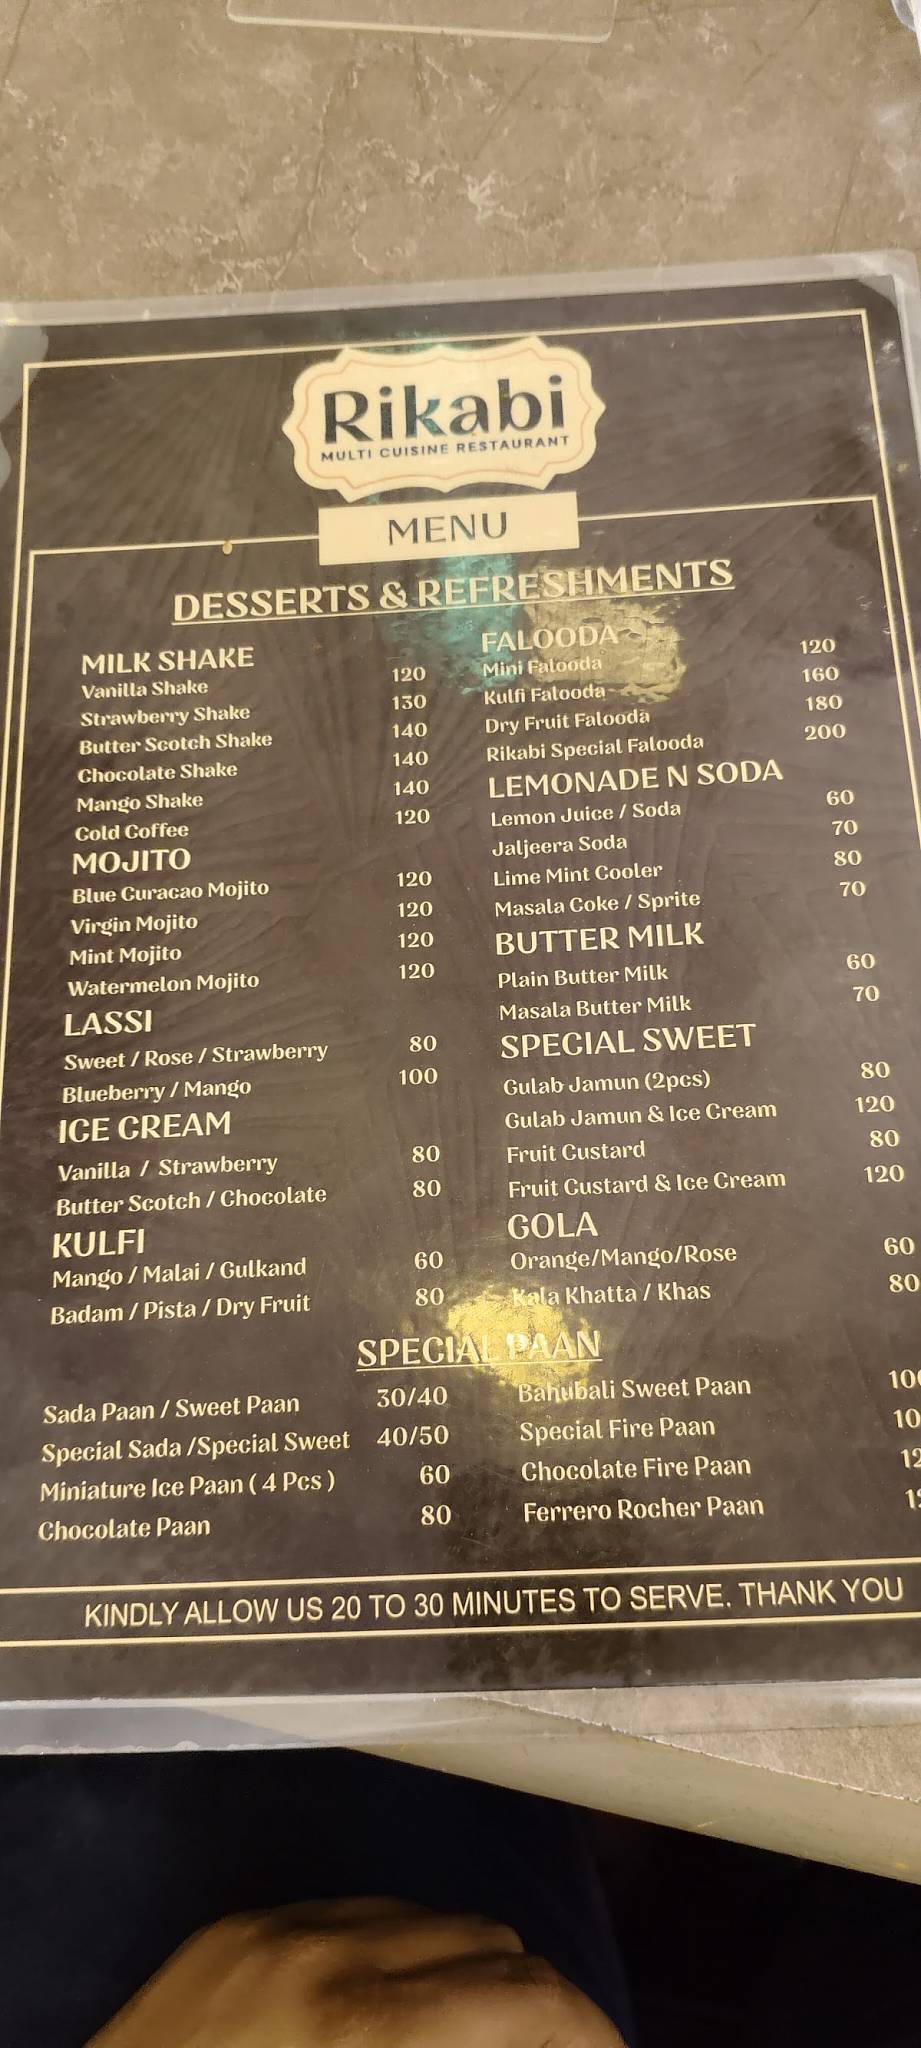 Rikabi
MULTI CUISINE RESTAURANT
MENU
DESSERTS & REFRESHMENTS
MILK SHAKE
Vanilla Shake 120
Strawberry Shake 130
Butter Scotch Shake 140
Chocolate Shake 140
Mango Shake 140
Cold Coffee 120
MOJITO
Blue Curacao Mojito 120
Virgin Mojito 120
Mint Mojito 120
Watermelon Mojito 120
LASSI
Sweet / Rose / Strawberry 80
Blueberry / Mango 100
ICE CREAM
Vanilla / Strawberry 80
Butter Scotch / Chocolate 80
KULFI
Mango / Malai / Gulkand 60
Badam / Pista / Dry Fruit 80
FALOODA
Mini Falooda 120
Kulfi Falooda 160
Dry Fruit Falooda 180
Rikabi Special Falooda 200
LEMONADE N SODA
Lemon Juice / Soda 60
Jaljeera Soda 70
Lime Mint Cooler 80
Masala Coke / Sprite 70
BUTTER MILK
Plain Butter Milk 60
Masala Butter Milk 70
SPECIAL SWEET
Gulab Jamun (2pcs) 80
Gulab Jamun & Ice Cream 120
Fruit Custard 80
Fruit Custard & Ice Cream 120
GOLA
Orange/Mango/Rose 60
Kala Khatta / Khas 80
SPECIAL PAAN
Sada Paan / Sweet Paan 30/40
Special Sada /Special Sweet 40/50
Miniature Ice Paan ( 4 Pcs ) 60
Chocolate Paan 80
Bahubali Sweet Paan
Special Fire Paan
Chocolate Fire Paan
Ferrero Rocher Paan
KINDLY ALLOW US 20 TO 30 MINUTES TO SERVE. THANK YOU